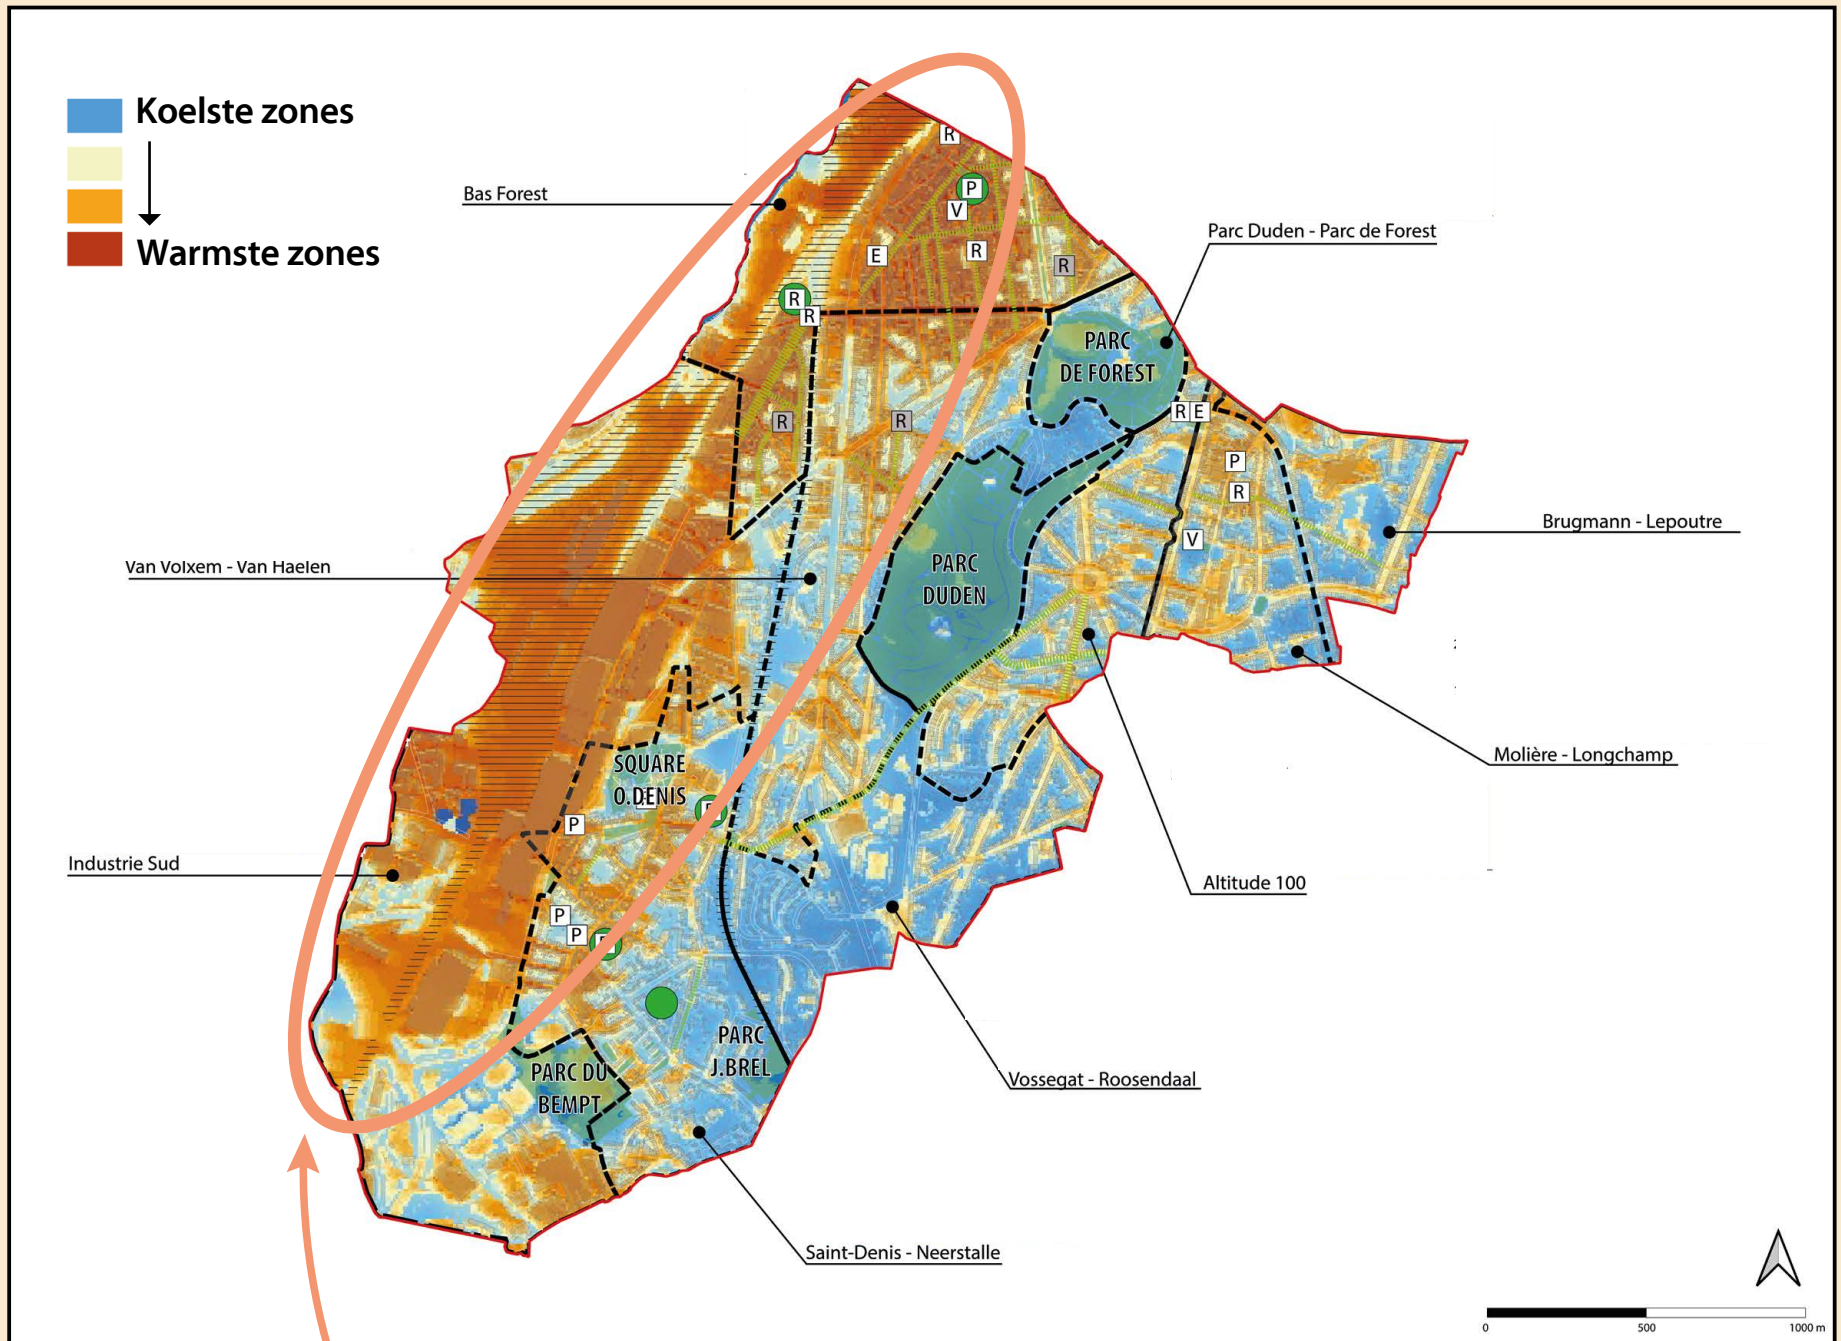 Koelste zones
Warmste zones
Bas Forest
Parc Duden - Parc de Forest
Van Volxem - Van Haelen
Brugmann - Lepoutre
Molière - Longchamp
Industrie Sud
Altitude 100
Vossegat - Roosendaal
Saint-Denis - Neerstalle
R
P
V
E
R
R
R
R
R
R
R E
P
R
V
P
P
P
PARC
DE FOREST
PARC
DUDEN
SQUARE
O.DENIS
PARC
J.BREL
PARC DU
BEMPT
0
500
1000 m